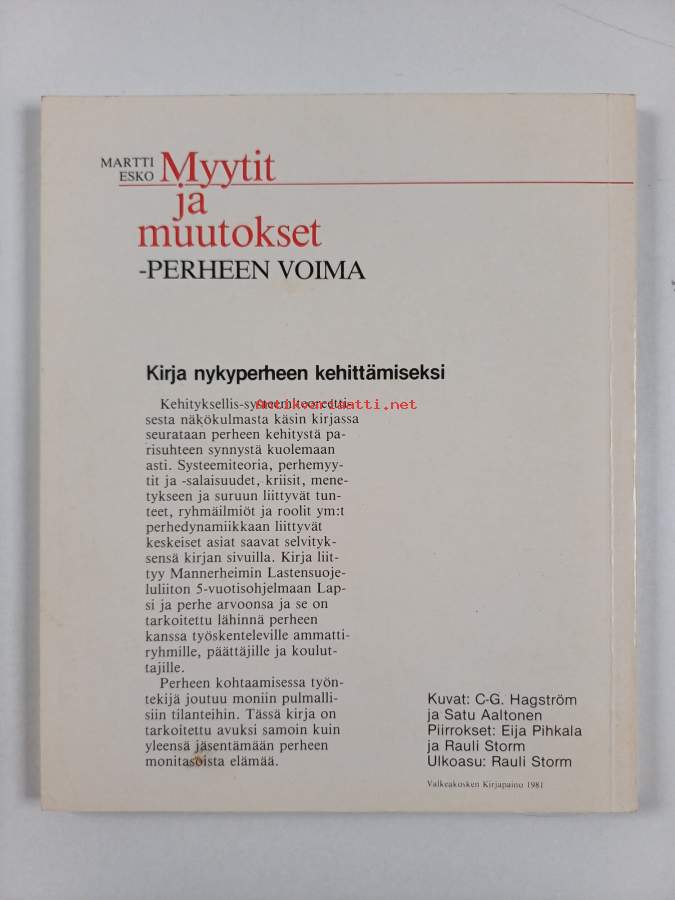 MARTTI
ESKO
Myytit
ja
muutokset
-PERHEEN VOIMA
Kirja nykyperheen kehittämiseksi
Kehityksellis-systeemiteoreetti-
antikvariaatti.net
sesta näkökulmasta käsin kirjassa
seurataan perheen kehitystä pa-
risuhteen synnystä kuolemaan
asti. Systeemiteoria, perhemyy-
tit ja -salaisuudet, kriisit, mene-
tykseen ja suruun liittyvät tun-
teet, ryhmäilmiöt ja roolit ym:t
perhedynamiikkaan liittyvät
keskeiset asiat saavat selvityk-
sensä kirjan sivuilla. Kirja liit-
tyy Mannerheimin Lastensuoje-
luliiton 5-vuotisohjelmaan Lap-
si ja perhe arvoonsa ja se on
tarkoitettu lähinnä perheen
kanssa työskenteleville ammatti-
ryhmille, päättäjille ja koulut-
tajille.
Perheen kohtaamisessa työn-
tekijä joutuu moniin pulmalli-
siin tilanteihin. Tässä kirja on
tarkoitettu avuksi samoin kuin
yleensä jäsentämään perheen
monitasoista elämää.
Kuvat: C-G. Hagström
ja Satu Aaltonen
Piirrokset: Eija Pihkala
ja Rauli Storm
Ulkoasu: Rauli Storm
Valkeakosken Kirjapaino 1981